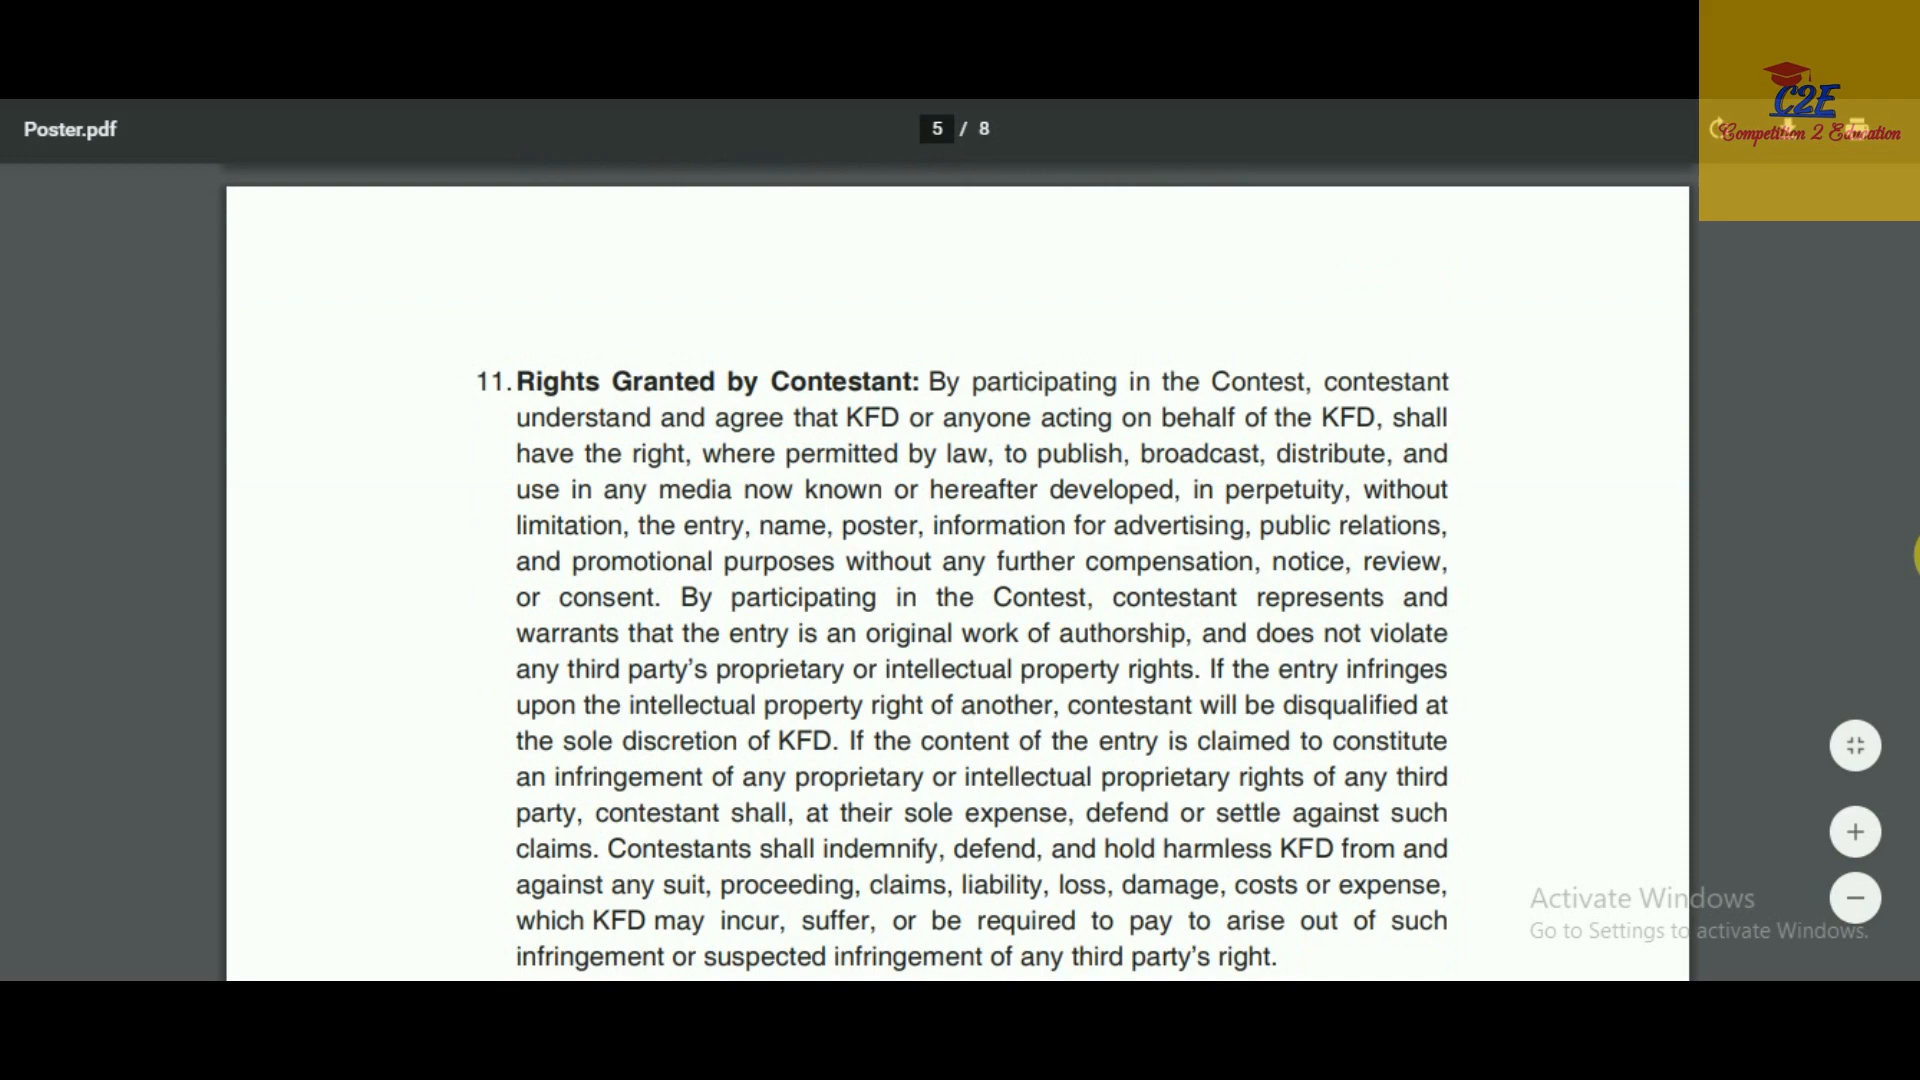 Poster.pdf
5 / 8
C2E
Competition 2 Education
11. Rights Granted by Contestant: By participating in the Contest, contestant
understand and agree that KFD or anyone acting on behalf of the KFD, shall
have the right, where permitted by law, to publish, broadcast, distribute, and
use in any media now known or hereafter developed, in perpetuity, without
limitation, the entry, name, poster, information for advertising, public relations,
and promotional purposes without any further compensation, notice, review,
or consent. By participating in the Contest, contestant represents and
warrants that the entry is an original work of authorship, and does not violate
any third party’s proprietary or intellectual property rights. If the entry infringes
upon the intellectual property right of another, contestant will be disqualified at
the sole discretion of KFD. If the content of the entry is claimed to constitute
an infringement of any proprietary or intellectual proprietary rights of any third
party, contestant shall, at their sole expense, defend or settle against such
claims. Contestants shall indemnify, defend, and hold harmless KFD from and
against any suit, proceeding, claims, liability, loss, damage, costs or expense,
which KFD may incur, suffer, or be required to pay to arise out of such
infringement or suspected infringement of any third party’s right.
Activate Windows
Go to Settings to activate Windows.